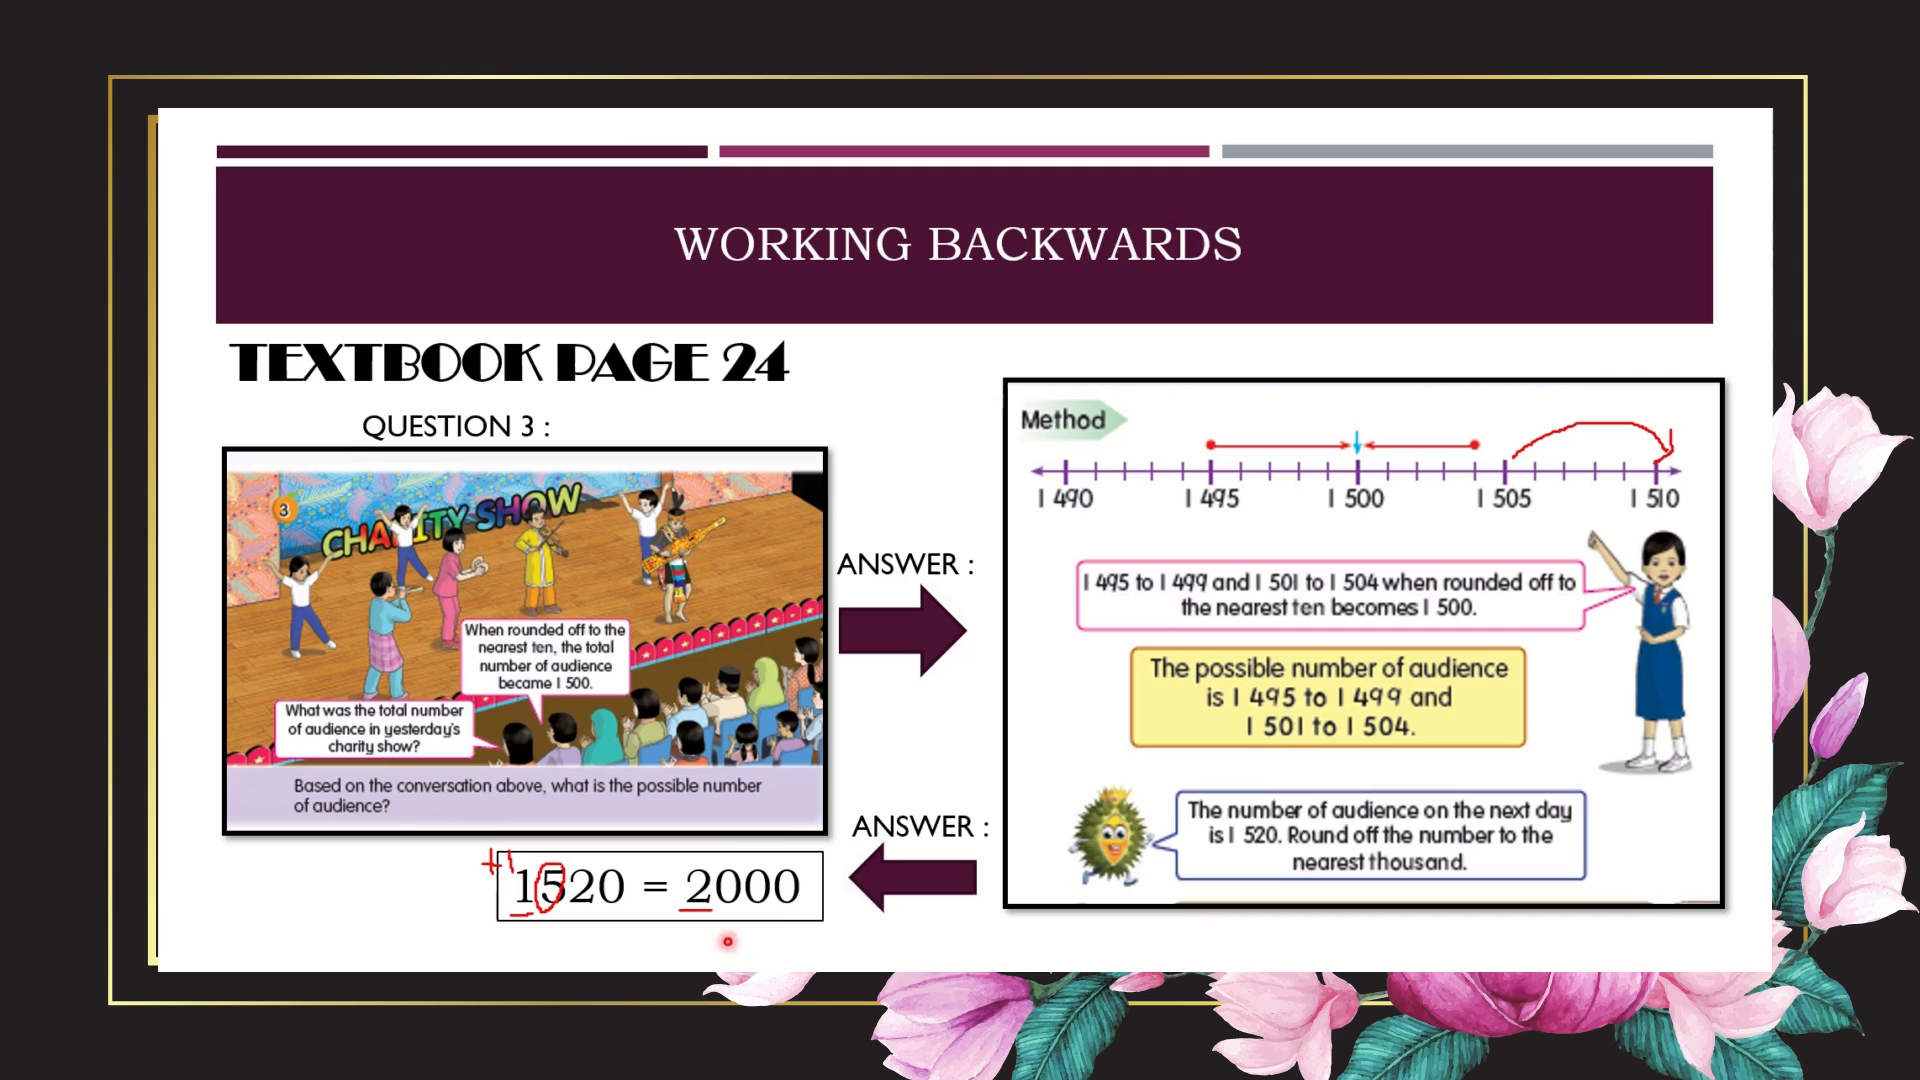 WORKING BACKWARDS
TEXTBOOK PAGE 24
QUESTION 3 :
3
CHARITY SHOW
When rounded off to the
nearest ten, the total
number of audience
became 1 500.
What was the total number
of audience in yesterday's
charity show?
Based on the conversation above, what is the possible number
of audience?
ANSWER :
Method
1 490 1 495 1 500 1 505 1 510
1 495 to 1 499 and 1 501 to 1 504 when rounded off to
the nearest ten becomes 1 500.
The possible number of audience
is 1 495 to 1 499 and
1 501 to 1 504.
The number of audience on the next day
is 1 520. Round off the number to the
nearest thousand.
ANSWER :
+1
1520 = 2000